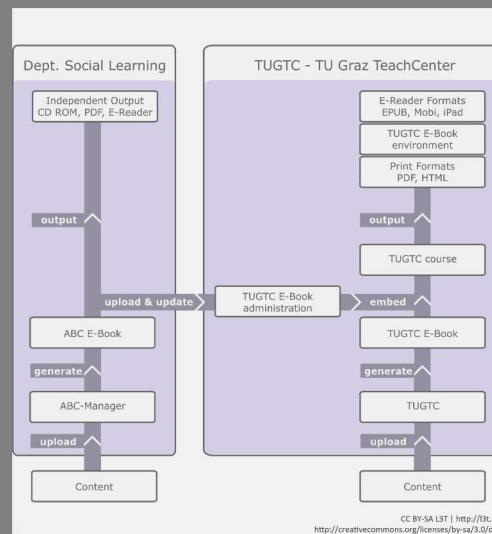 Dept. Social Learning
Independent Output
CD ROM, PDF, E-Reader
output
upload & update
ABC E-Book
generate
ABC-Manager
upload
Content
TUGTC - TU Graz TeachCenter
E-Reader Formats
EPUB, Mobi, iPad
TUGTC E-Book
environment
Print Formats
PDF, HTML
output
TUGTC course
TUGTC E-Book
administration
embed
TUGTC E-Book
generate
TUGTC
upload
Content
CC BY-SA L3T | http://l3t.
http://creativecommons.org/licenses/by-sa/3.0/d